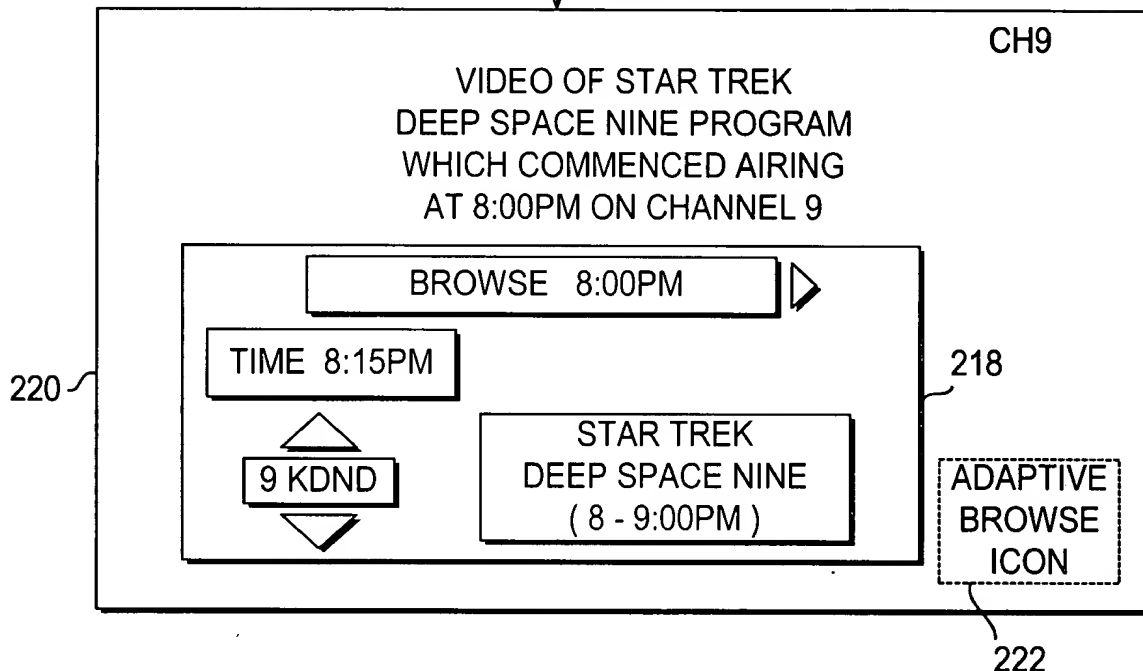 CH9
VIDEO OF STAR TREK
DEEP SPACE NINE PROGRAM
WHICH COMMENCED AIRING
AT 8:00PM ON CHANNEL 9
BROWSE 8:00PM
TIME 8:15PM
220
218
9 KDND
STAR TREK
DEEP SPACE NINE
( 8 - 9:00PM )
ADAPTIVE
BROWSE
ICON
222